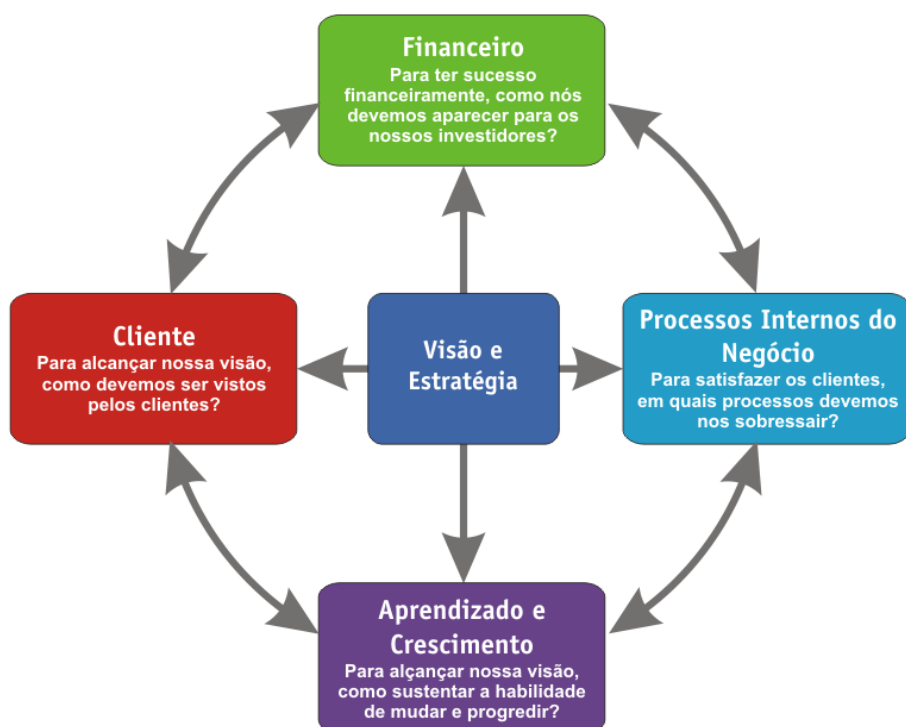 Financeiro
Para ter sucesso
financeiramente, como nós
devemos aparecer para os
nossos investidores?
Cliente
Para alcançar nossa visão,
como devemos ser vistos
pelos clientes?
Visão e
Estratégia
Processos Internos do
Negócio
Para satisfazer os clientes,
em quais processos devemos
nos sobressair?
Aprendizado e
Crescimento
Para alçançar nossa visão,
como sustentar a habilidade
de mudar e progredir?